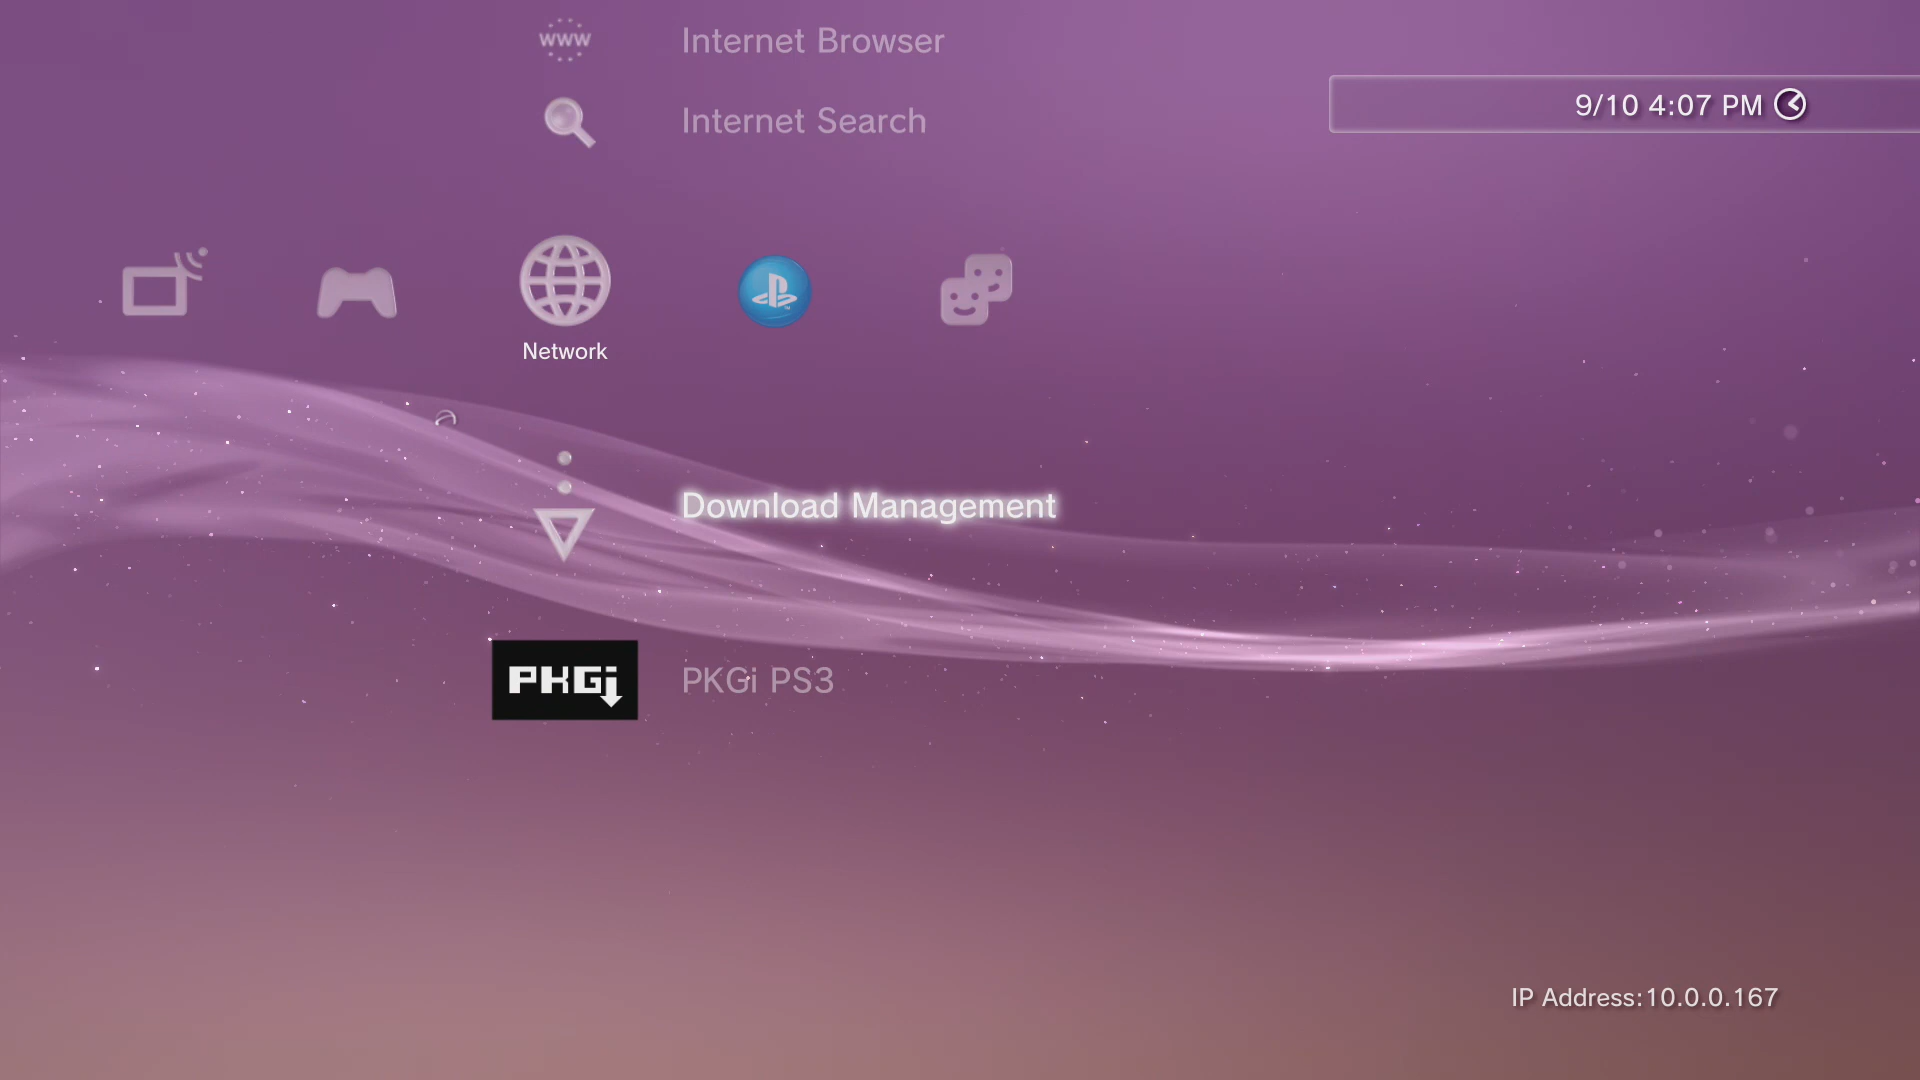 www
Internet Browser
Internet Search
9/10 4:07 PM
Network
Download Management
PKGi
PKGi PS3
IP Address:10.0.0.167